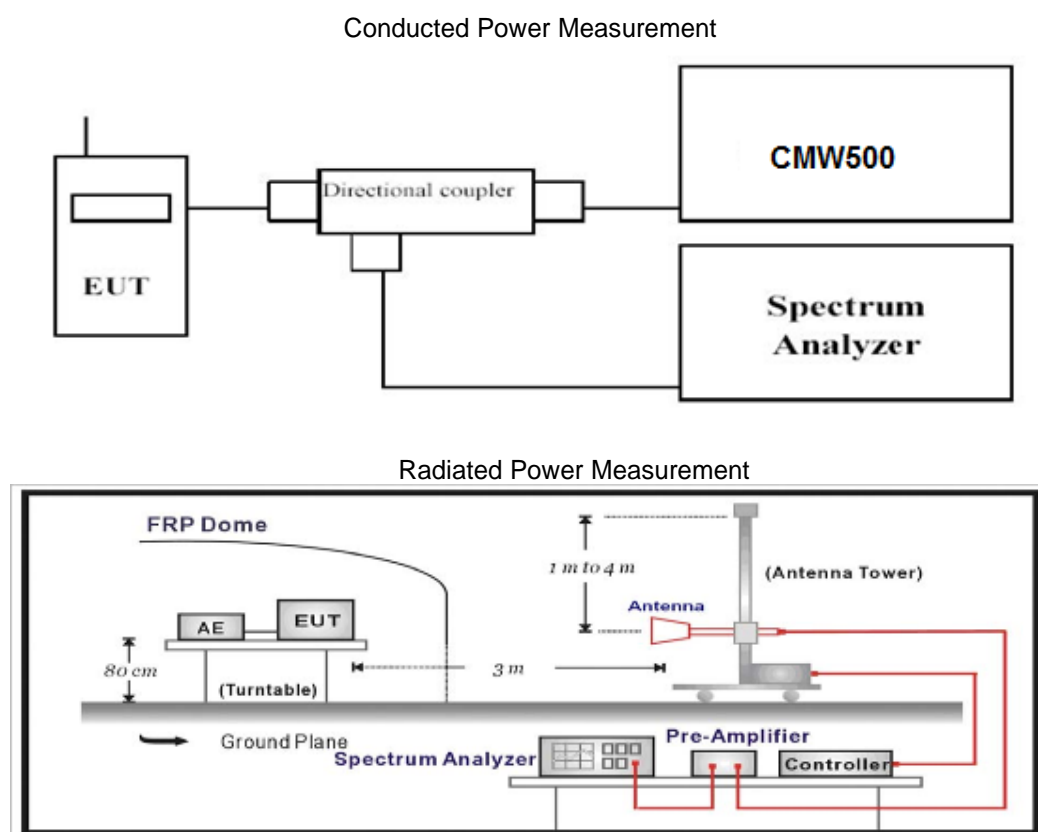 Conducted Power Measurement
Directional coupler
CMW500
EUT
Spectrum
Analyzer
Radiated Power Measurement
FRP Dome
1 m to 4 m
(Antenna Tower)
Antenna
AE
EUT
80 cm
(Turntable)
3 m
Ground Plane
Spectrum Analyzer
Pre-Amplifier
Controller